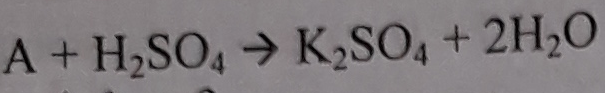 A + H₂SO₄ → K₂SO₄ + 2H₂O